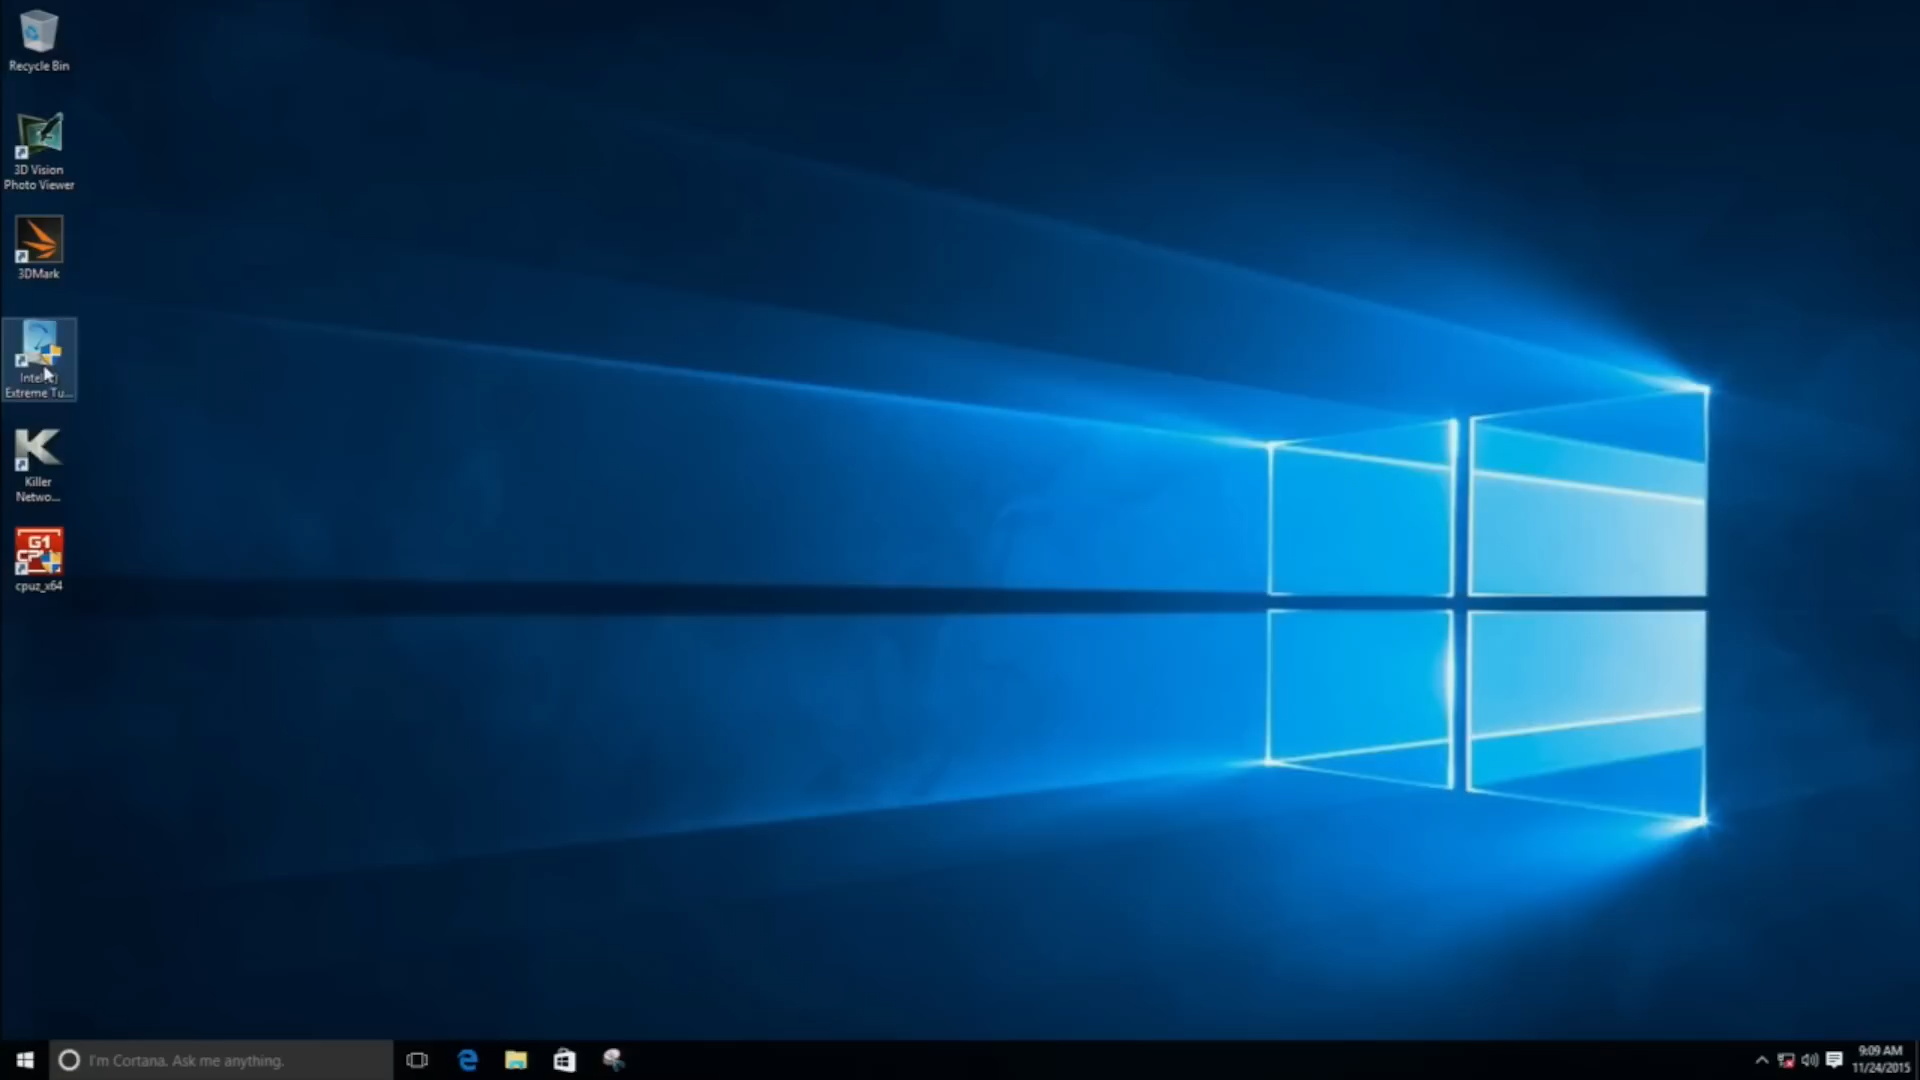 Recycle Bin
3D Vision
Photo Viewer
3DMark
Extreme Tu...
Killer
Netwo...
G1
cpuz_x64
I'm Cortana. Ask me anything.
9:09 AM
11/24/2015